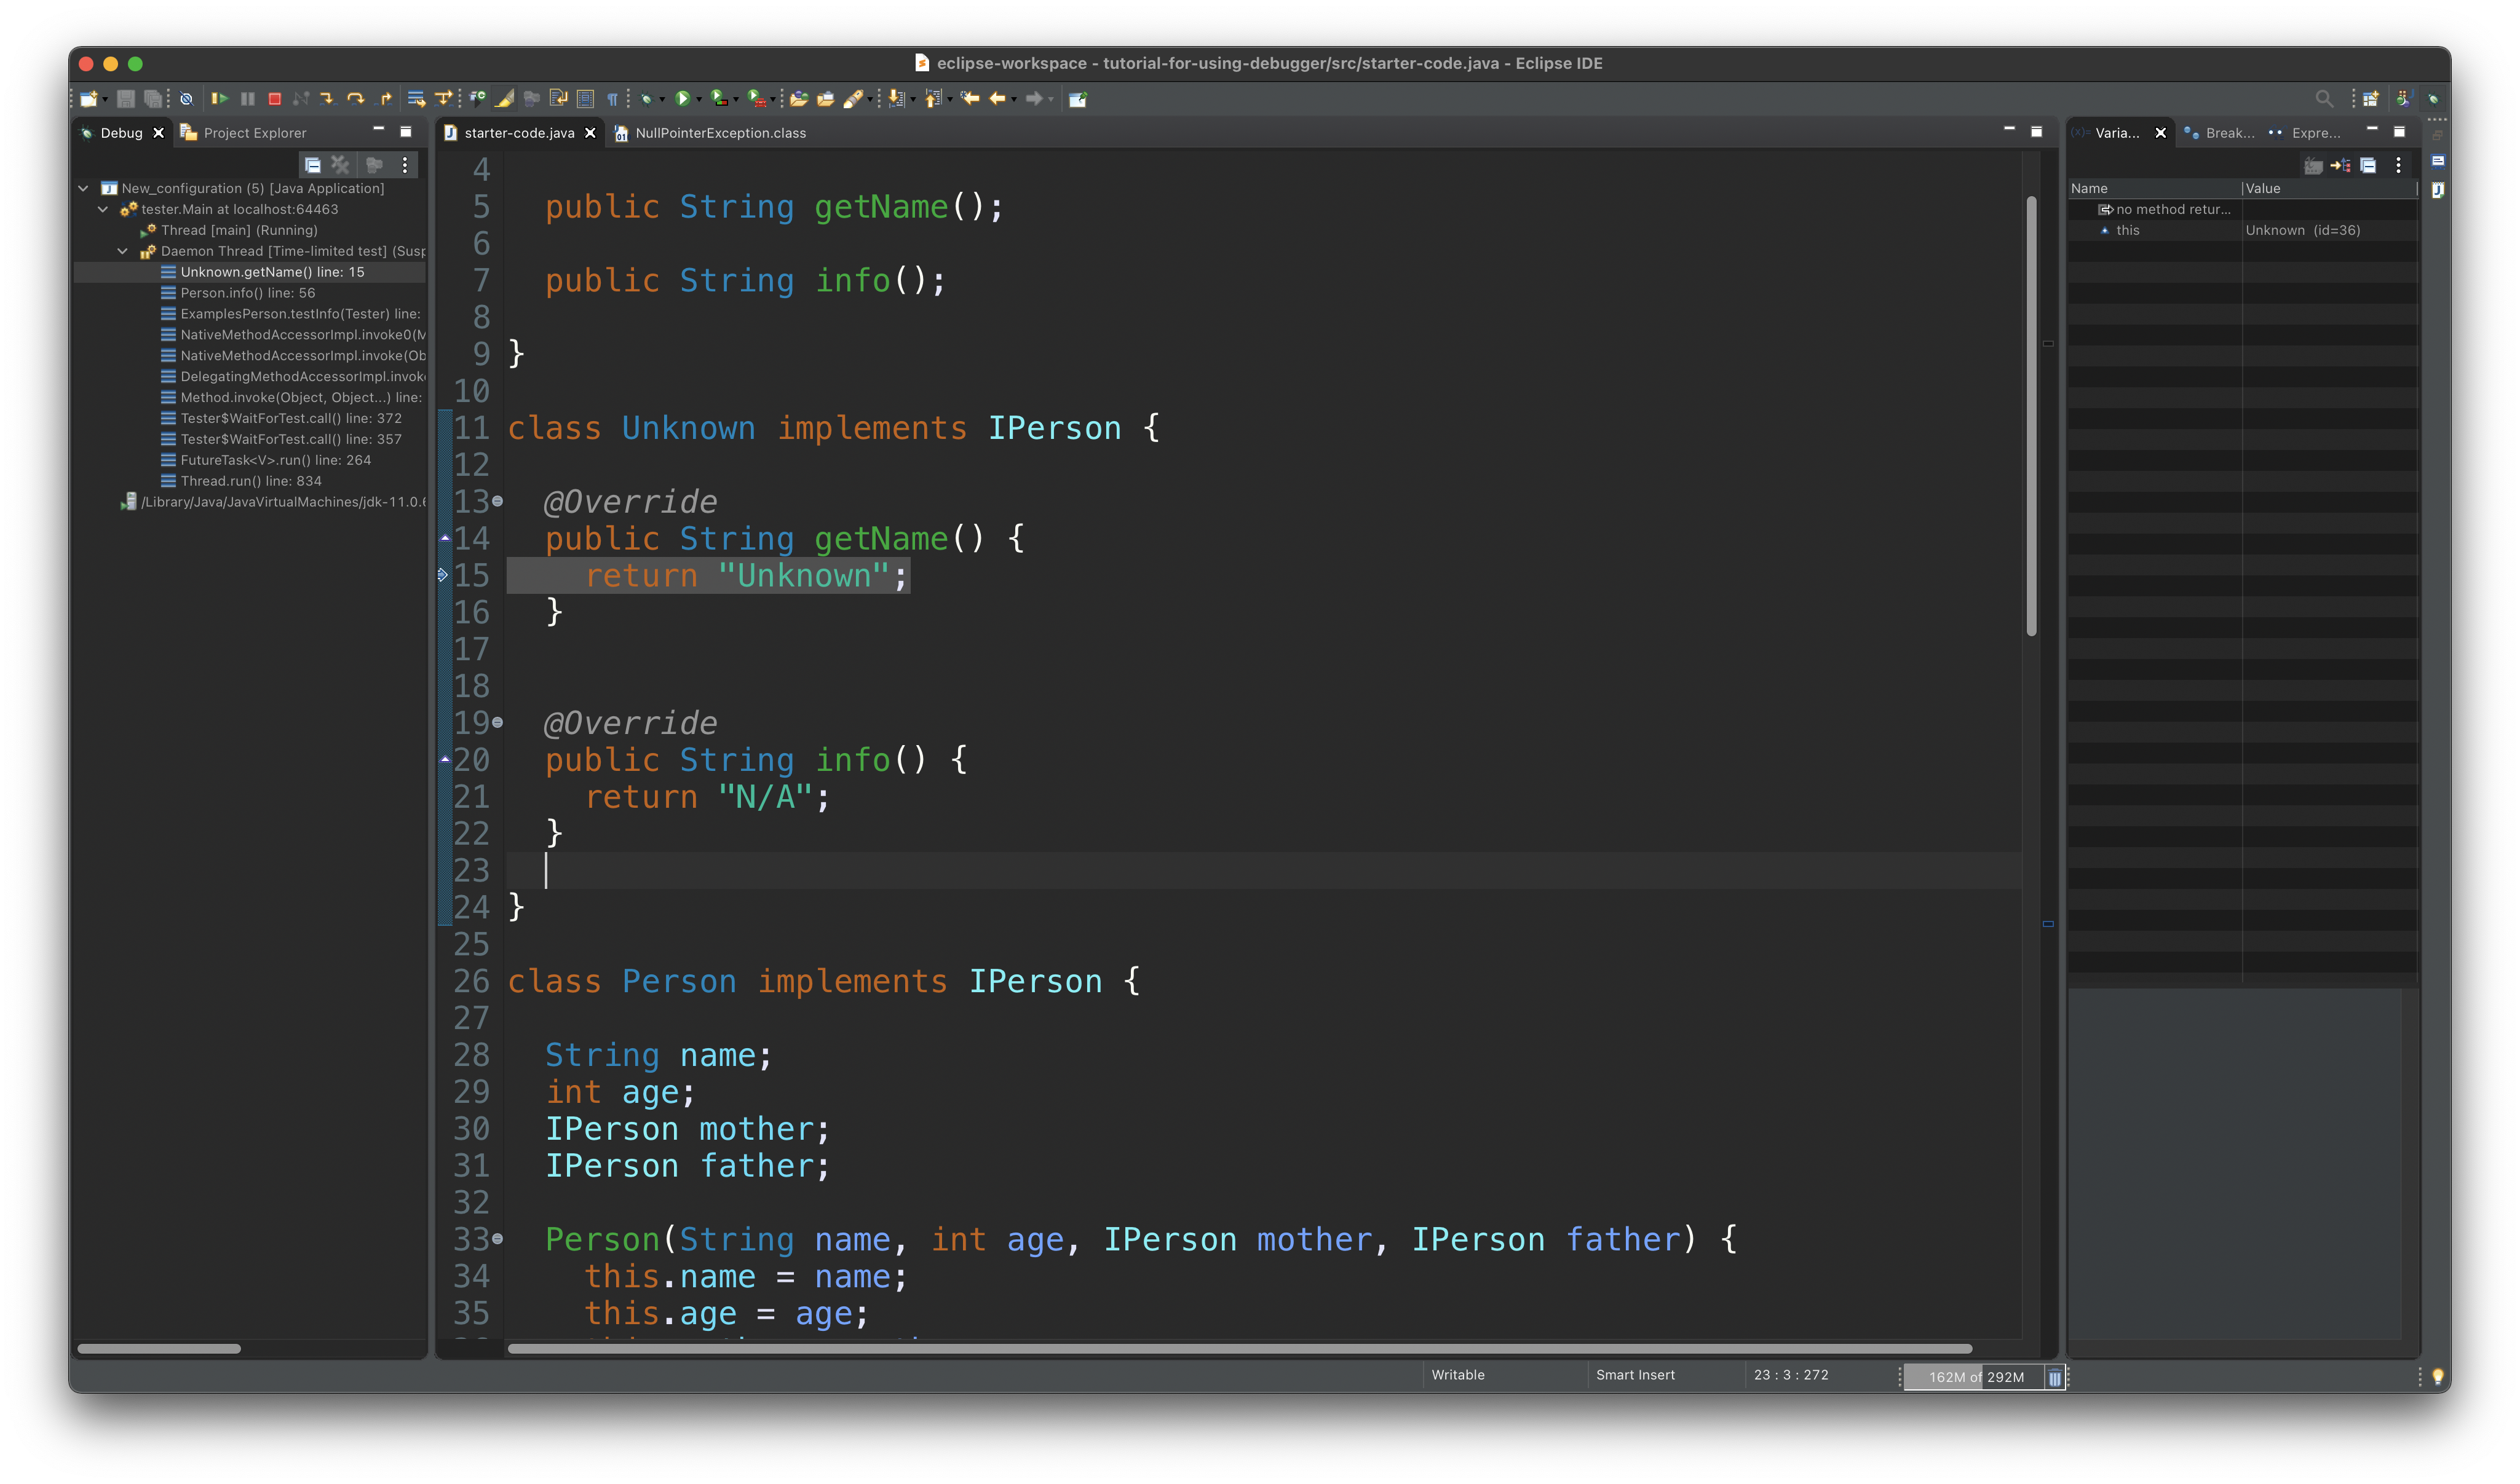 eclipse-workspace - tutorial-for-using-debugger/src/starter-code.java - Eclipse IDE
Debug
Project Explorer
New_configuration (5) [Java Application]
tester.Main at localhost:64463
Thread [main] (Running)
Daemon Thread [Time-limited test] (Susp
Unknown.getName() line: 15
Person.info() line: 56
ExamplesPerson.testInfo(Tester) line:
NativeMethodAccessorImpl.invoke0(M
NativeMethodAccessorImpl.invoke(Ob
DelegatingMethodAccessorImpl.invoke
Method.invoke(Object, Object...) line:
Tester$WaitForTest.call() line: 372
Tester$WaitForTest.call() line: 357
FutureTask<V>.run() line: 264
Thread.run() line: 834
/Library/Java/JavaVirtualMachines/jdk-11.0.6
starter-code.java
NullPointerException.class
4
5 public String getName();
6
7 public String info();
8
9 }
10
11 class Unknown implements IPerson {
12
13 @Override
14 public String getName() {
15 return "Unknown";
16 }
17
18
19 @Override
20 public String info() {
21 return "N/A";
22 }
23
24 }
25
26 class Person implements IPerson {
27
28 String name;
29 int age;
30 IPerson mother;
31 IPerson father;
32
33 Person(String name, int age, IPerson mother, IPerson father) {
34 this.name = name;
35 this.age = age;
(x)= Varia...
Break...
Expre...
Name Value
no method retur...
this Unknown (id=36)
Writable
Smart Insert
23 : 3 : 272
162M of 292M